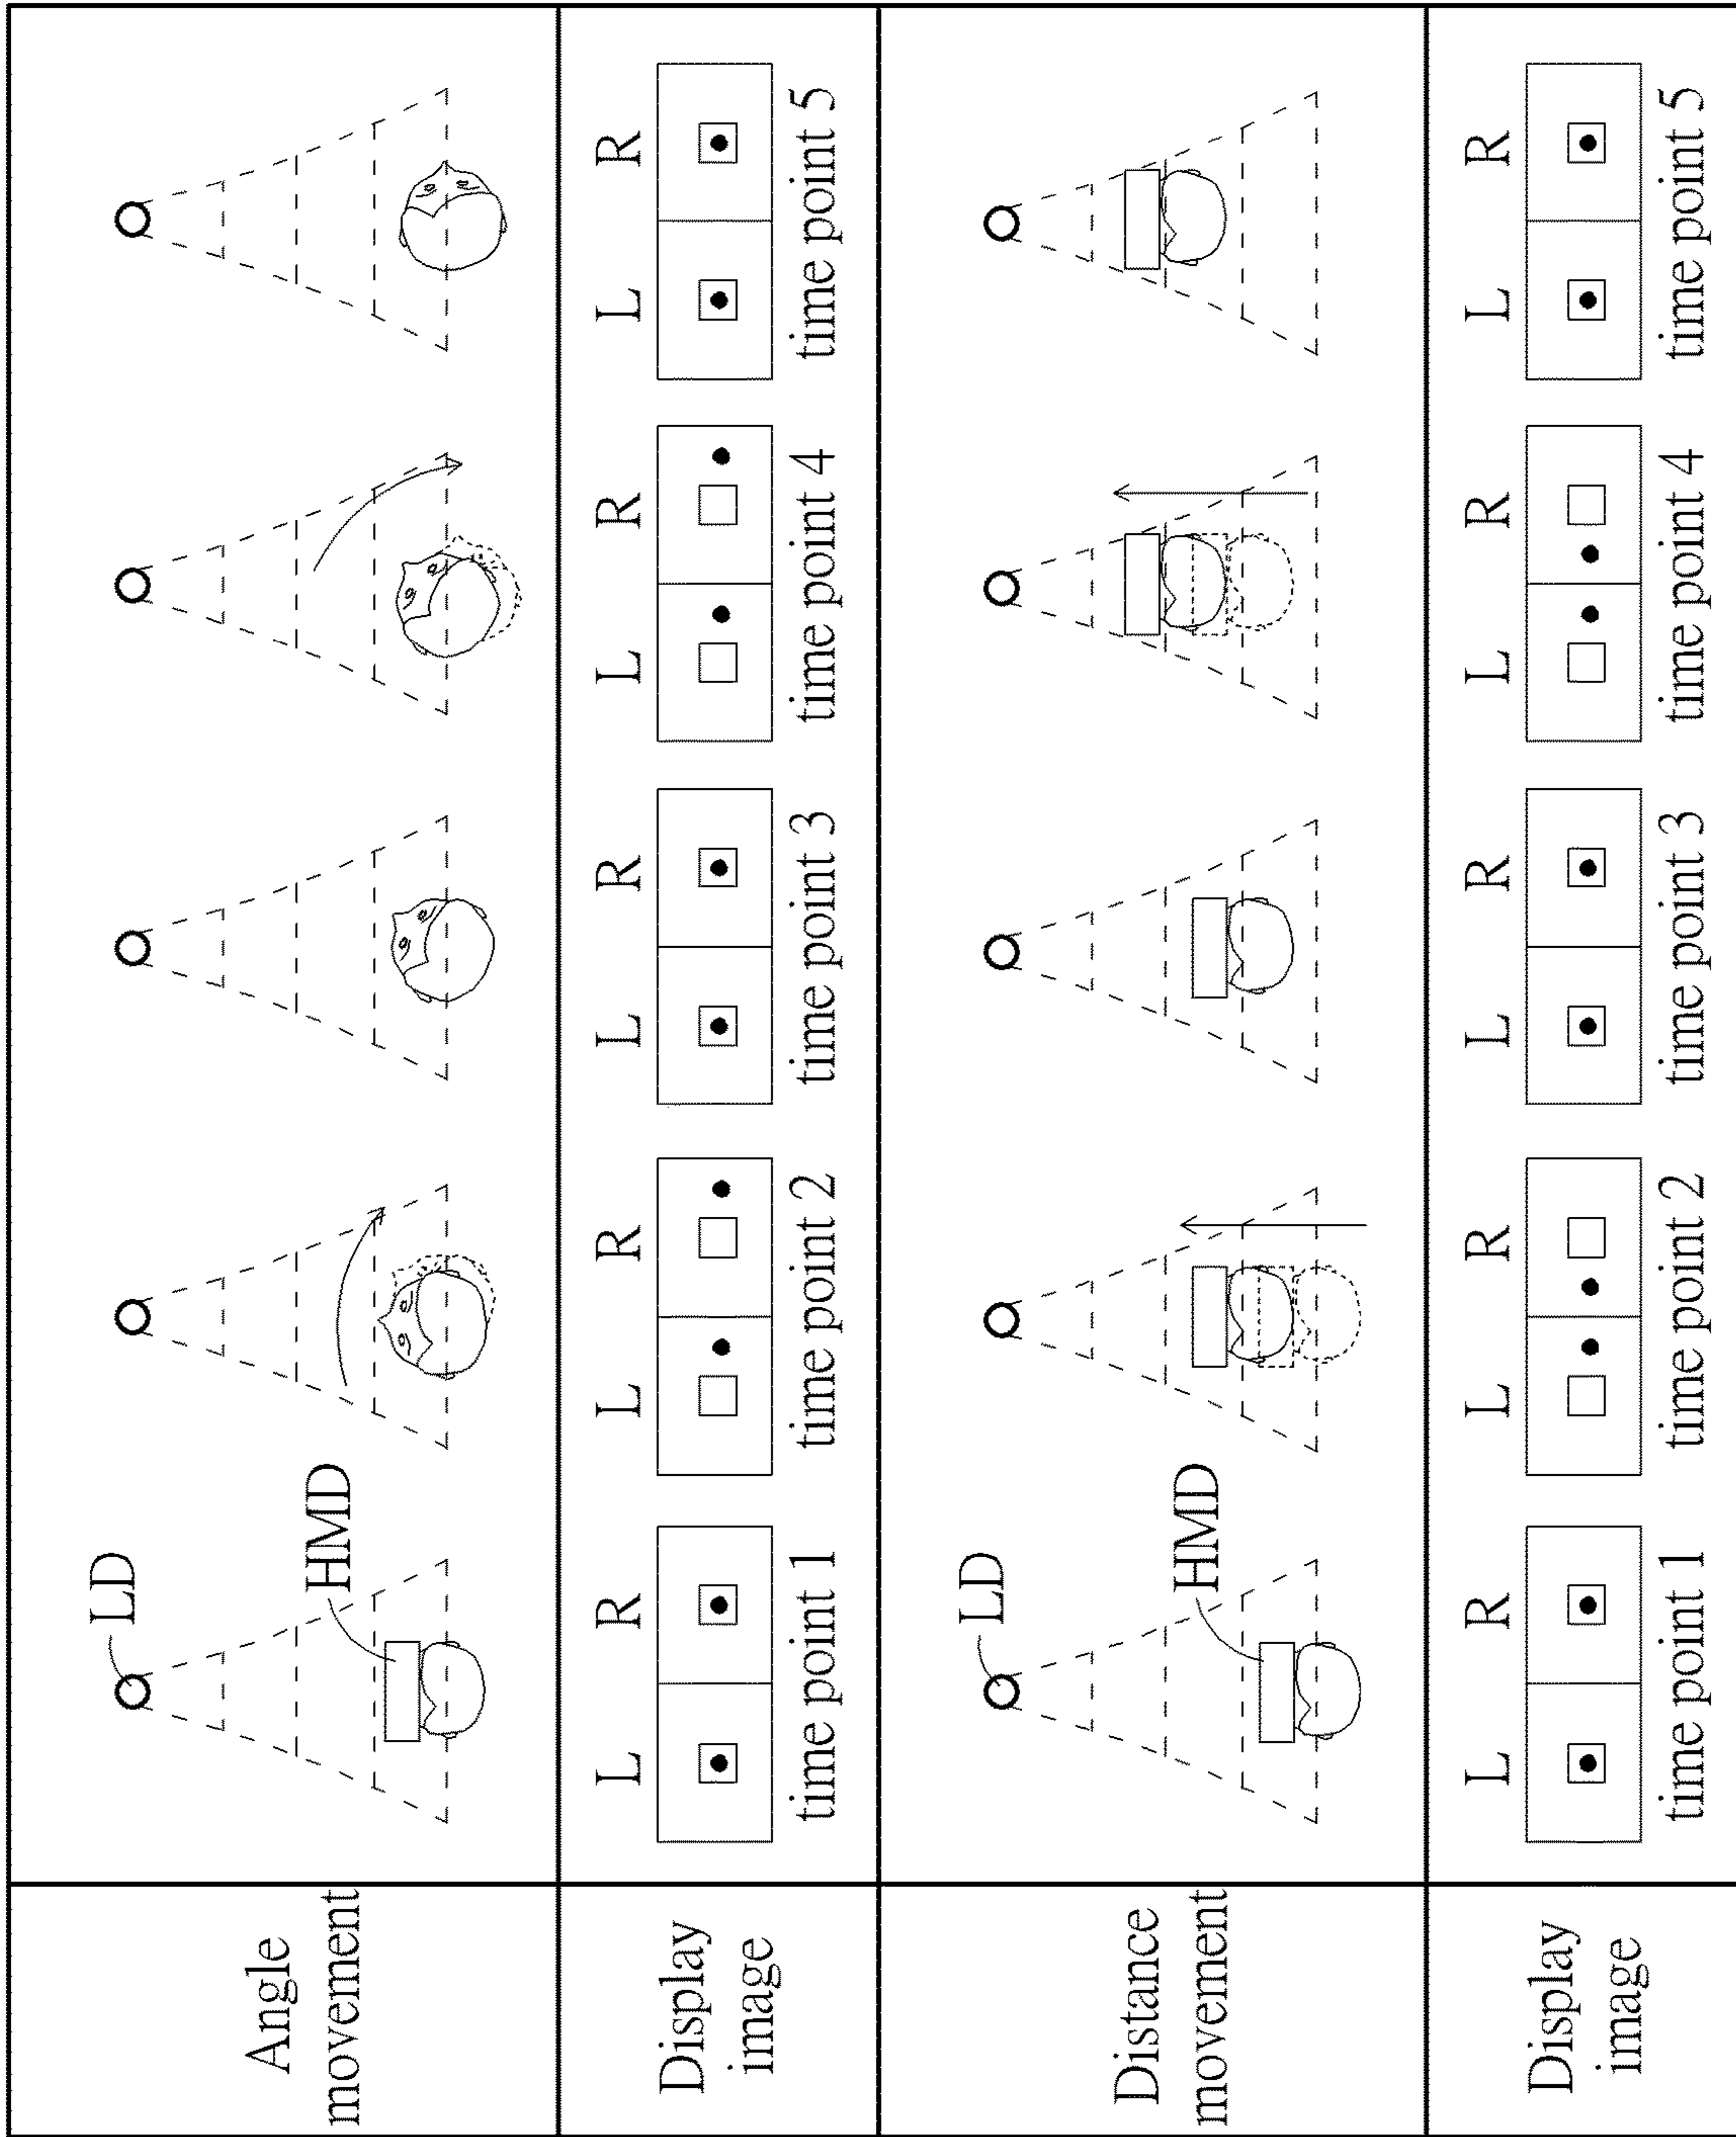 Angle
movement
LD
HMD
Display
image
L R L R L R L R L R
time point 1 time point 2 time point 3 time point 4 time point 5
Distance
movement
LD
HMD
Display
image
L R L R L R L R L R
time point 1 time point 2 time point 3 time point 4 time point 5